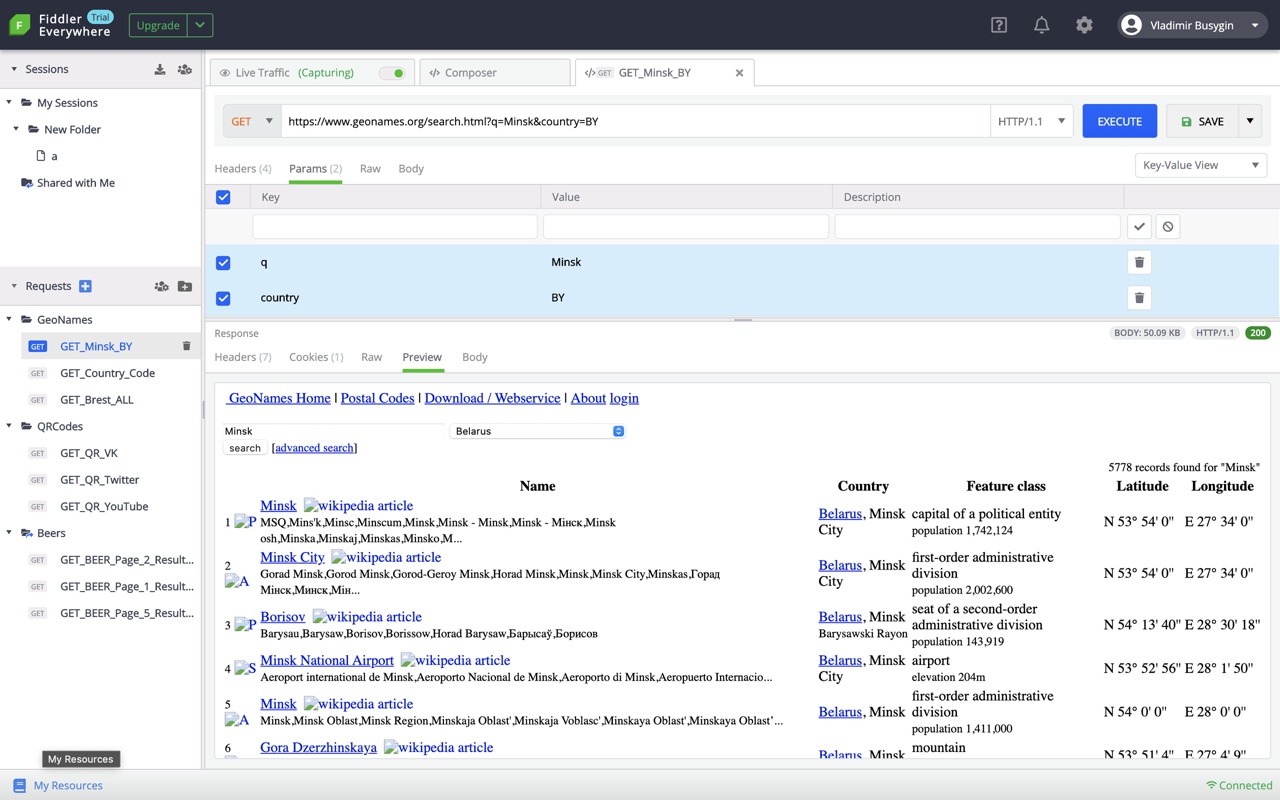 Fiddler Everywhere Trial Upgrade Vladimir Busygin
Sessions
My Sessions
New Folder
a
Shared with Me
Requests
GeoNames
GET GET_Minsk_BY
GET GET_Country_Code
GET GET_Brest_ALL
QRCodes
GET GET_QR_VK
GET GET_QR_Twitter
GET GET_QR_YouTube
Beers
GET GET_BEER_Page_2_Result...
GET GET_BEER_Page_1_Result...
GET GET_BEER_Page_5_Result...
My Resources
My Resources
Live Traffic (Capturing) Composer GET GET_Minsk_BY
GET https://www.geonames.org/search.html?q=Minsk&country=BY HTTP/1.1 EXECUTE SAVE
Headers (4) Params (2) Raw Body Key-Value View
Key Value Description
q Minsk
country BY
Response BODY: 50.09 KB HTTP/1.1 200
Headers (7) Cookies (1) Raw Preview Body
GeoNames Home | Postal Codes | Download / Webservice | About login
Minsk Belarus
search [advanced search]
5778 records found for "Minsk"
Name Country Feature class Latitude Longitude
1 P Minsk wikipedia article
MSQ,Mins'k,Minsc,Minscum,Minsk,Minsk - Minsk,Minsk - Мінск,Minsk
osh,Minska,Minskaj,Minskas,Minsko,M...
Belarus, Minsk
City
capital of a political entity
population 1,742,124
N 53° 54' 0'' E 27° 34' 0''
2 A Minsk City wikipedia article
Gorad Minsk,Gorod Minsk,Gorod-Geroy Minsk,Horad Minsk,Minsk,Minsk City,Minskas,Горад
Мінск,Минск,Мін...
Belarus, Minsk
City
first-order administrative
division
population 2,002,600
N 53° 54' 0'' E 27° 34' 0''
3 P Borisov wikipedia article
Barysau,Barysaw,Borisov,Borissow,Horad Barysaw,Барысаў,Борисов
Belarus, Minsk
Barysawski Rayon
seat of a second-order
administrative division
population 143,919
N 54° 13' 40'' E 28° 30' 18''
4 S Minsk National Airport wikipedia article
Aeroport international de Minsk,Aeroporto Nacional de Minsk,Aeroporto di Minsk,Aeropuerto Internacio...
Belarus, Minsk
City
airport
elevation 204m
N 53° 52' 56'' E 28° 1' 50''
5 A Minsk wikipedia article
Minsk,Minsk Oblast,Minsk Region,Minskaja Oblast',Minskaja Voblasc',Minskaya Oblast',Minskaya Oblast'...
Belarus, Minsk
first-order administrative
division
population 1,411,000
N 54° 0' 0'' E 28° 0' 0''
6 Gora Dzerzhinskaya wikipedia article
Belarus, Minsk
mountain
N 53° 51' 4'' E 27° 4' 9''
Connected